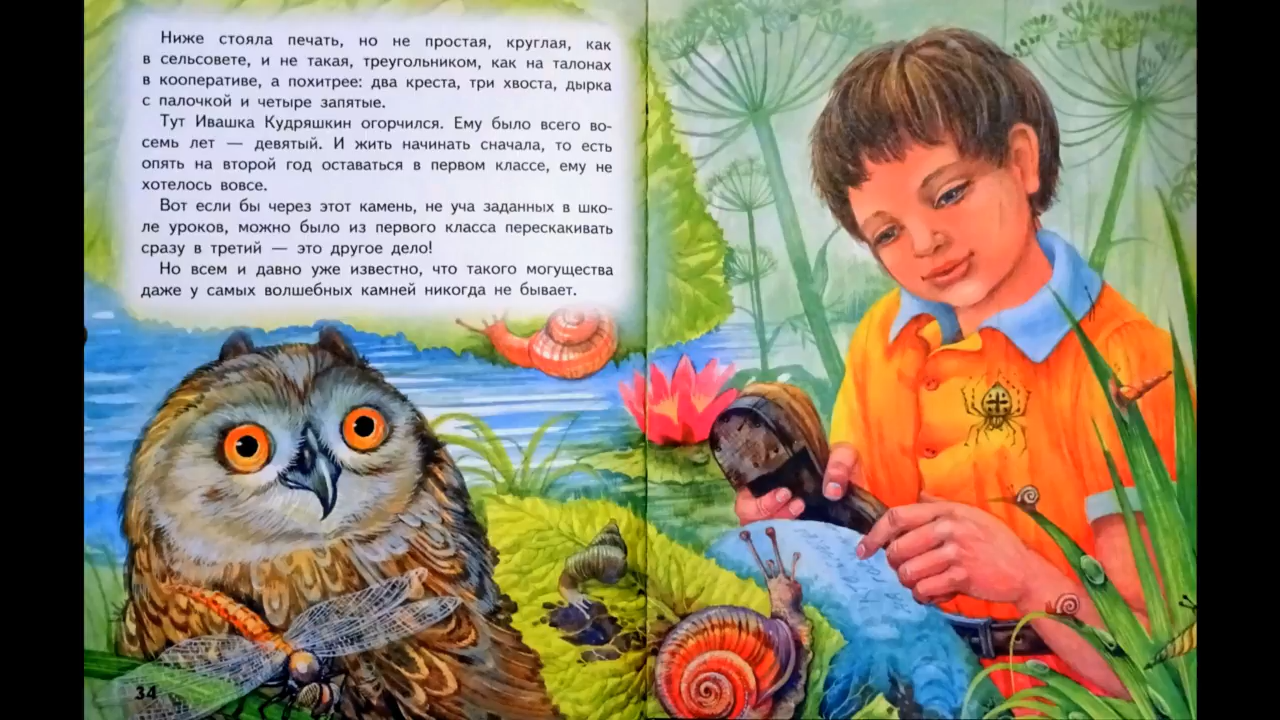 Ниже стояла печать, но не простая, круглая, как
в сельсовете, и не такая, треугольником, как на талонах
в кооперативе, а похитрее: два креста, три хвоста, дырка
с палочкой и четыре запятые.
Тут Ивашка Кудряшкин огорчился. Ему было всего во-
семь лет — девятый. И жить начинать сначала, то есть
опять на второй год оставаться в первом классе, ему не
хотелось вовсе.
Вот если бы через этот камень, не уча заданных в шко-
ле уроков, можно было из первого класса перескакивать
сразу в третий — это другое дело!
Но всем и давно уже известно, что такого могущества
даже у самых волшебных камней никогда не бывает.
34